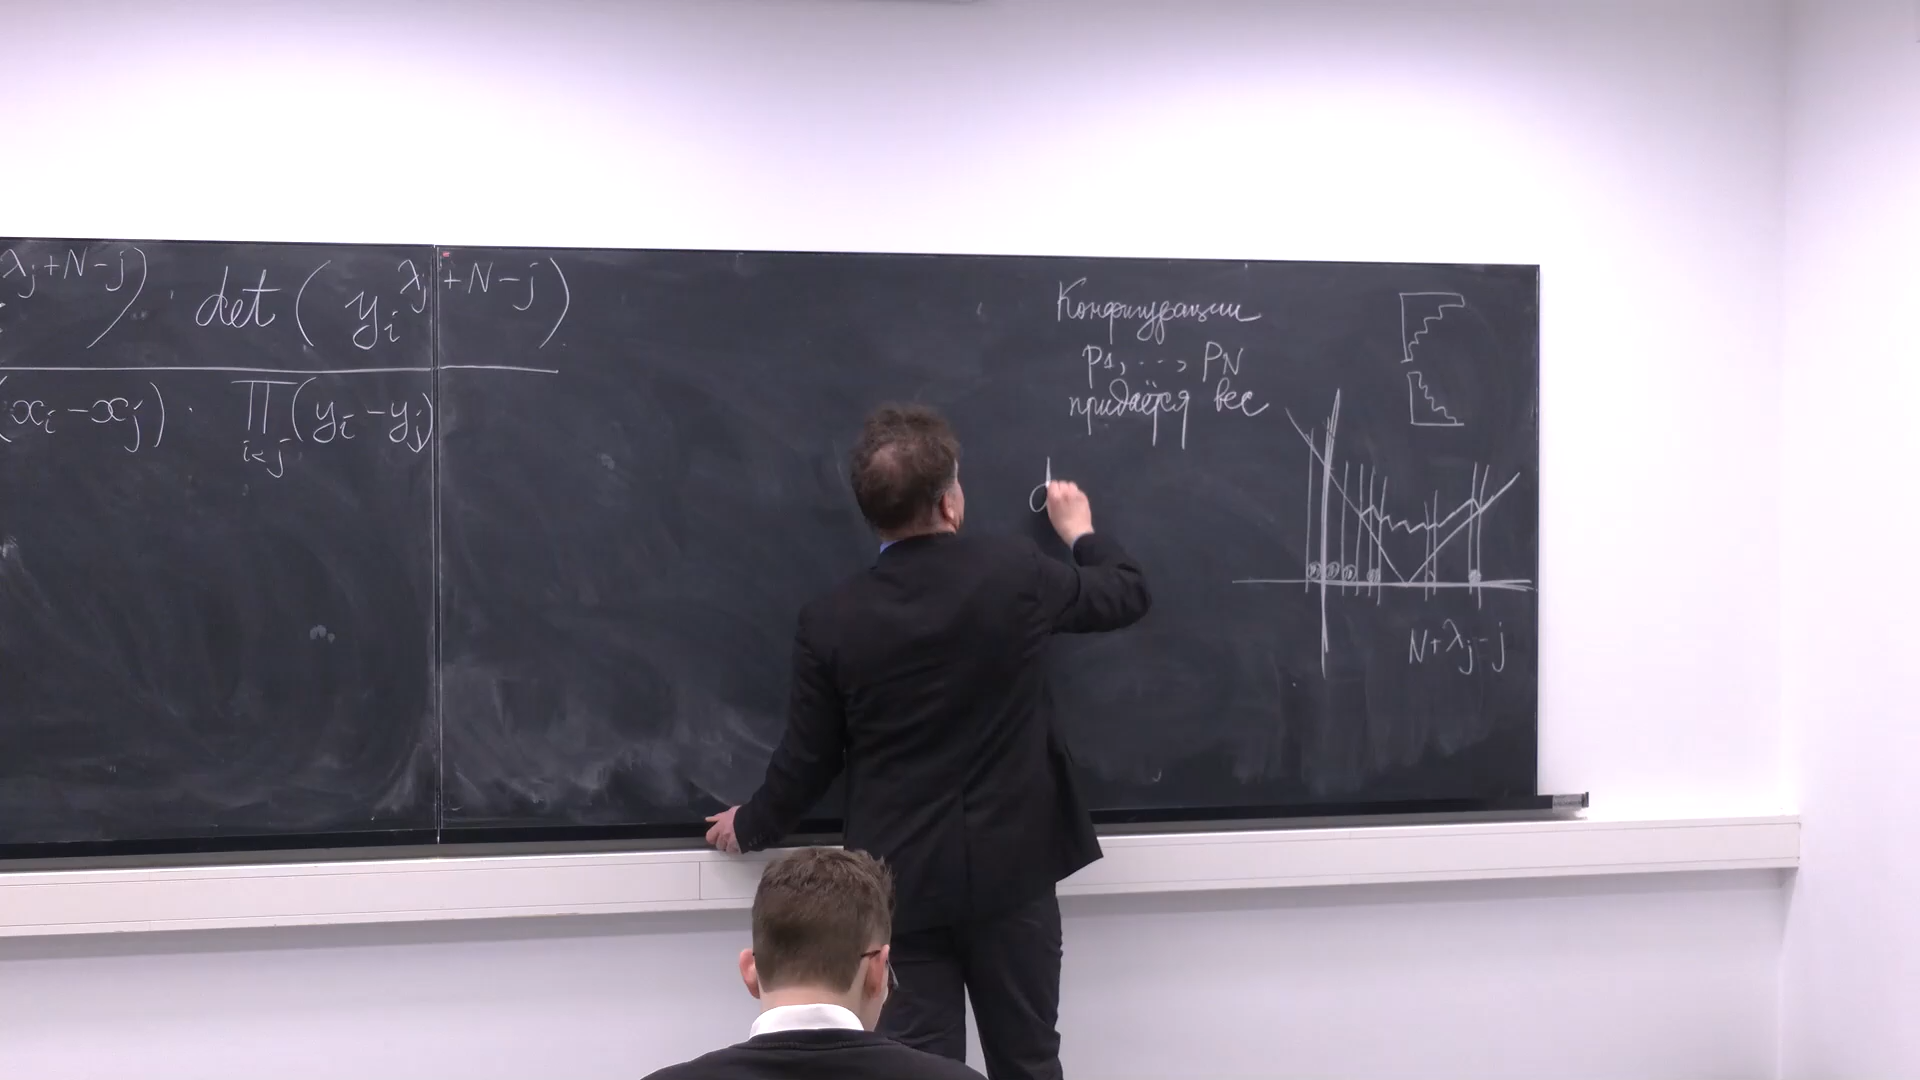 λj+N-j) · det ( yi λj+N-j )
(xi-xj) · ∏ i<j (yi-yj)
Конфигурации
p1, ..., pN
придаётся вес
d
N+λj-j